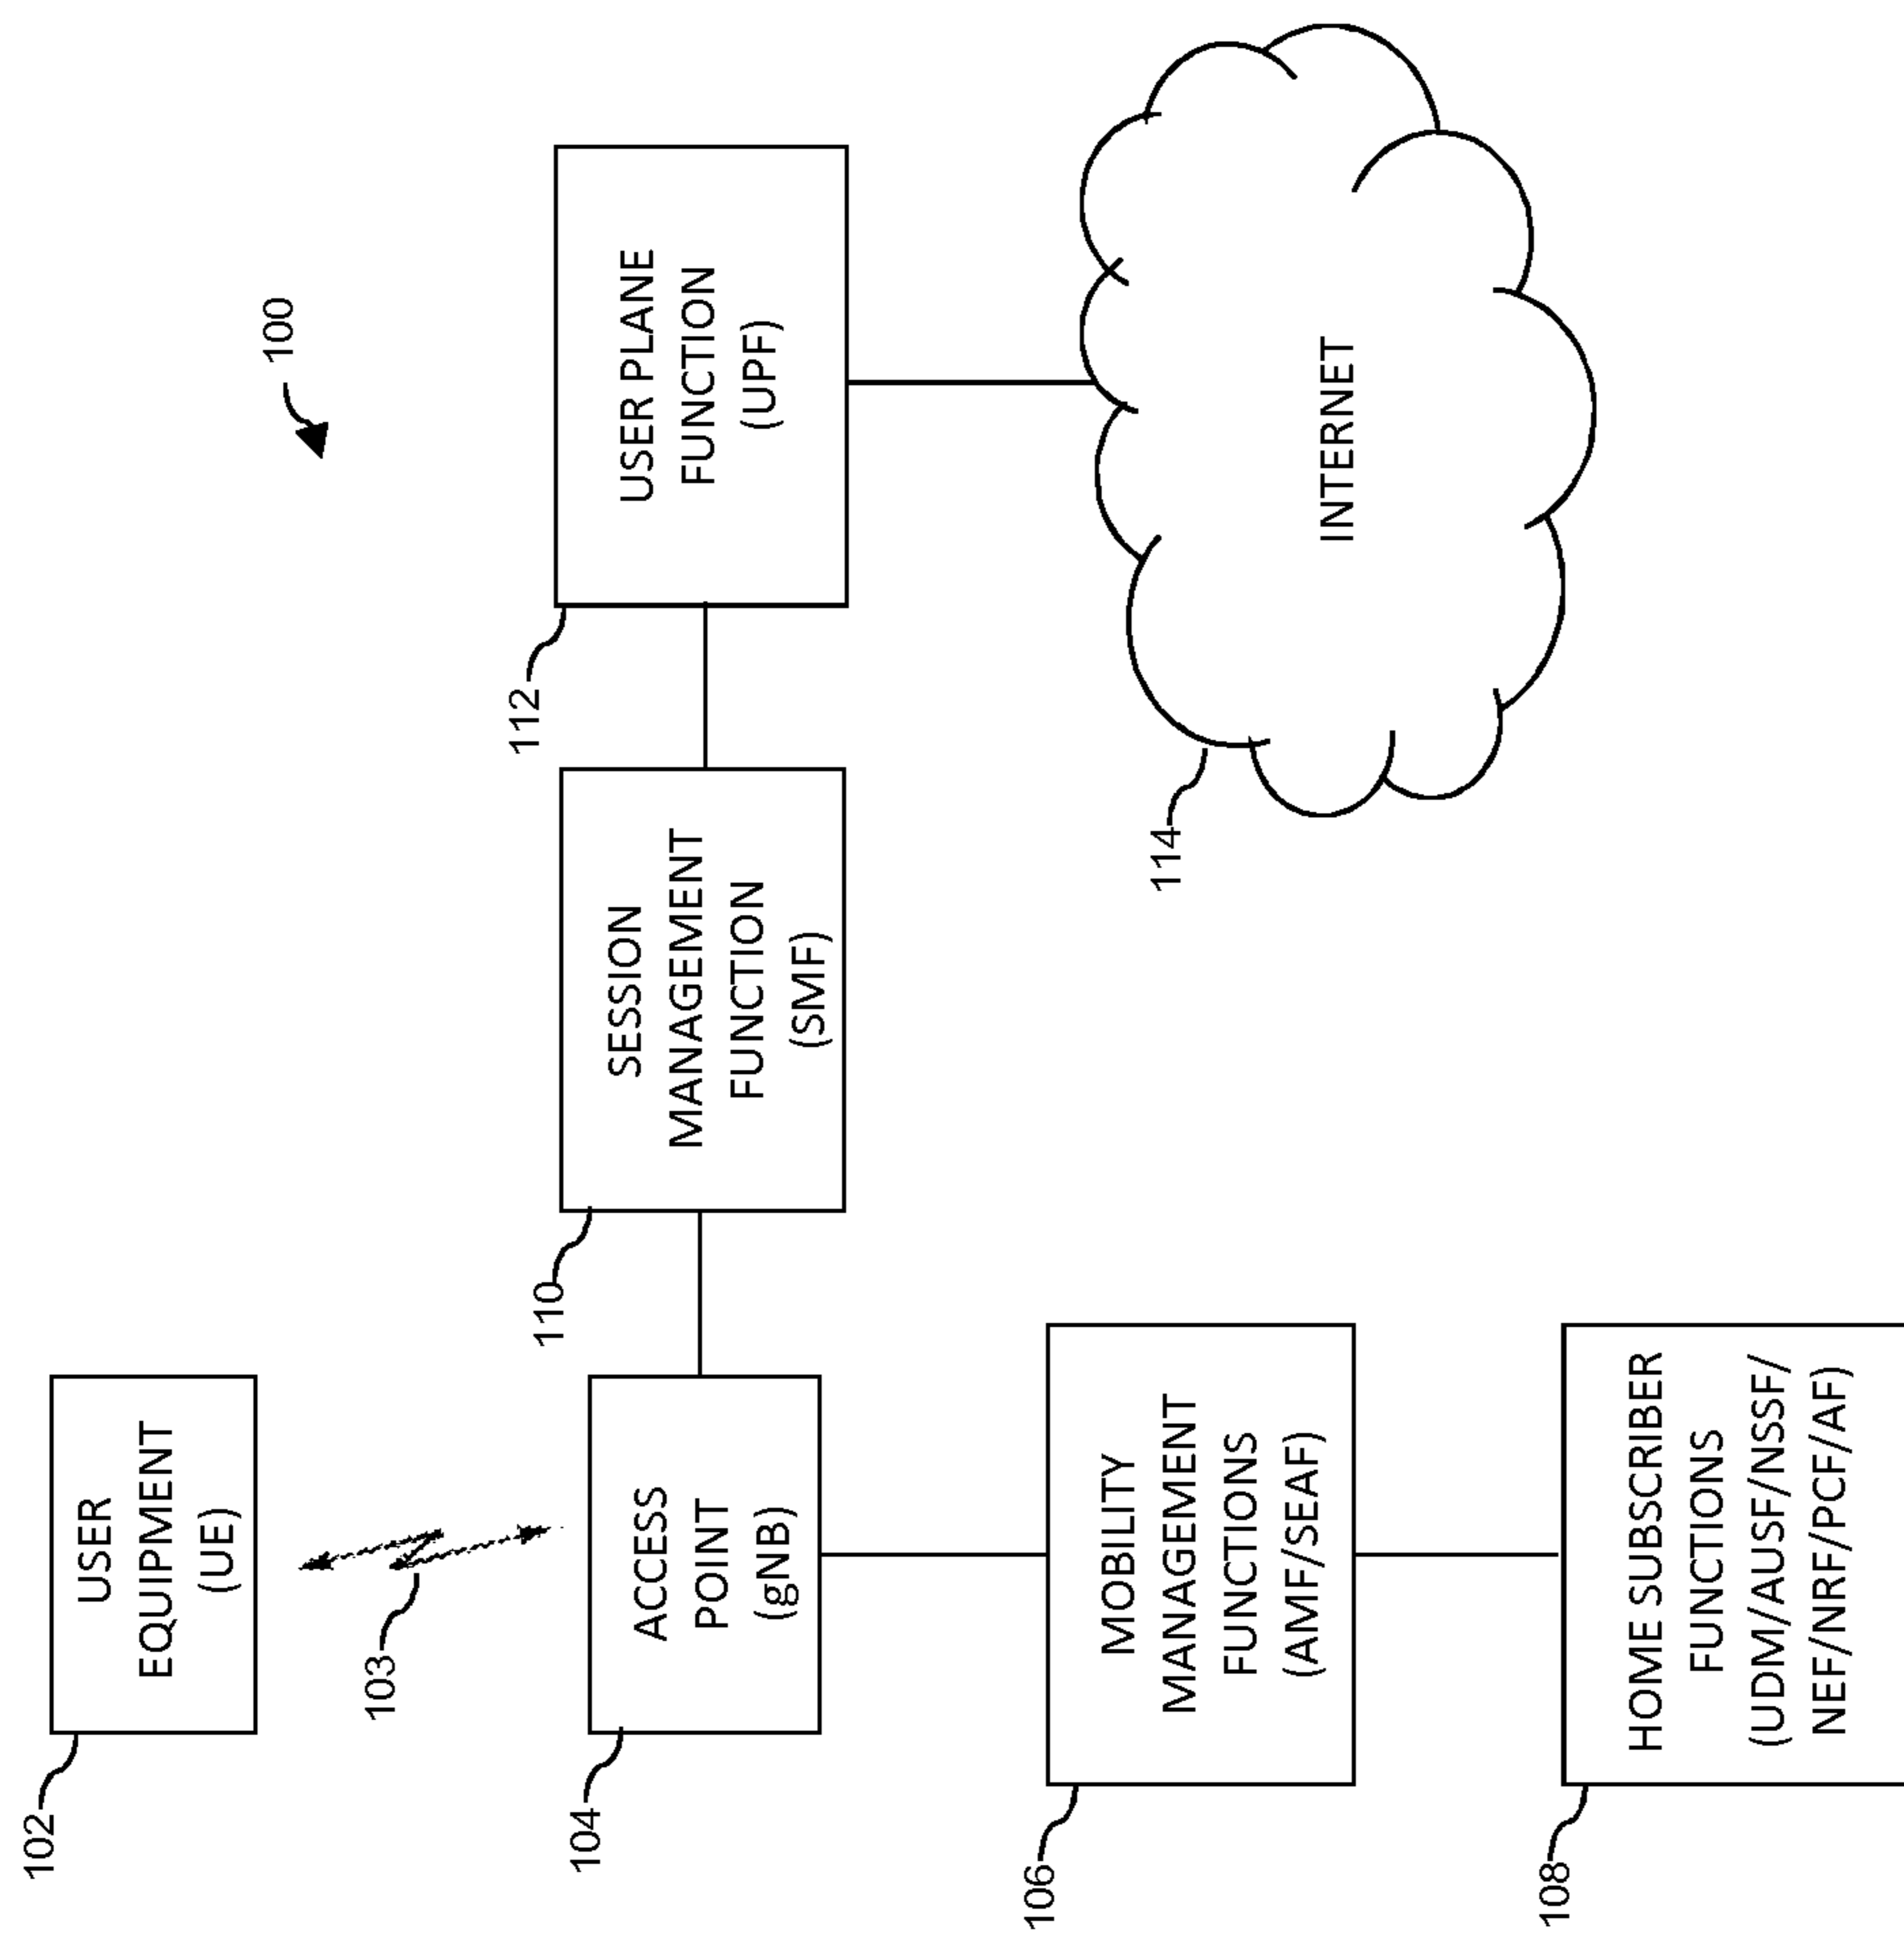 100
102
USER
EQUIPMENT
(UE)
103
104
ACCESS
POINT
(gNB)
110
SESSION
MANAGEMENT
FUNCTION
(SMF)
112
USER PLANE
FUNCTION
(UPF)
106
MOBILITY
MANAGEMENT
FUNCTIONS
(AMF/SEAF)
114
INTERNET
108
HOME SUBSCRIBER
FUNCTIONS
(UDM/AUSF/NSSF/
NEF/NRF/PCF/AF)